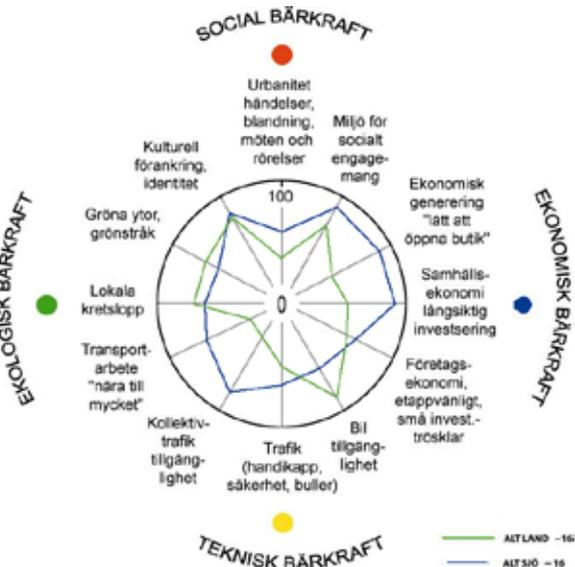 SOCIAL BÄRKRAFT
Urbanitet
händelser,
blandning,
möten och
rörelser
Miljö för
socialt
engage-
mang
Ekonomisk
generering
"lätt att
öppna butik"
EKONOMISK BÄRKRAFT
Samhälls-
ekonomi
långsiktig
investsering
Företags-
ekonomi,
etappvänligt,
små invest.-
trösklar
Bil
tillgäng-
lighet
Trafik
(handikapp,
säkerhet, buller)
TEKNISK BÄRKRAFT
Kollektiv-
trafik
tillgäng-
lighet
Transport-
arbete
"nära till
mycket"
Lokala
kretslopp
EKOLOGISK BÄRKRAFT
Gröna ytor,
grönstråk
Kulturell
förankring,
identitet
100
0
ALT LAND -16
ALT SJÖ - 16